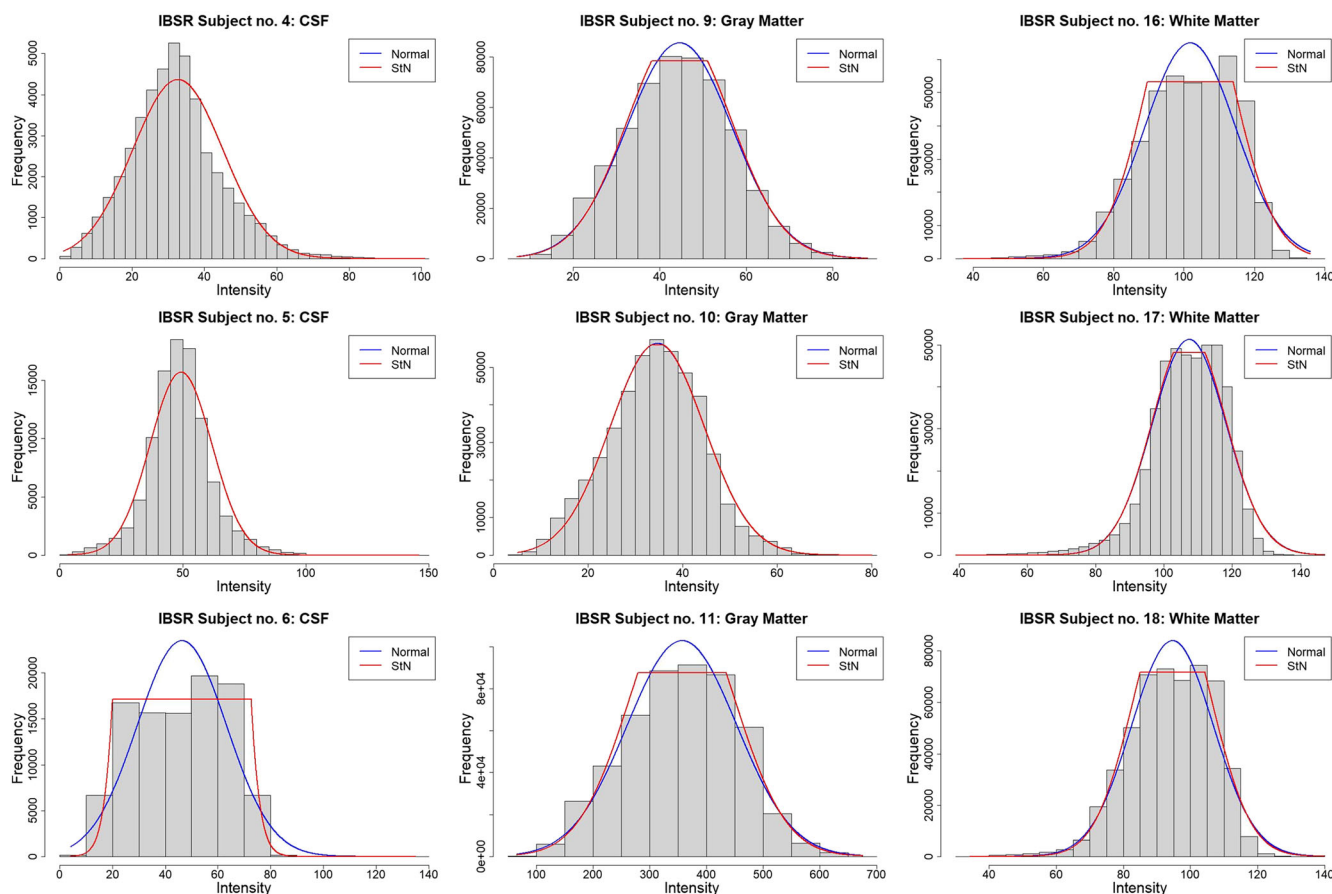 IBSR Subject no. 4: CSF
Normal
StN
Frequency
0 1000 2000 3000 4000 5000
0 20 40 60 80 100
Intensity
IBSR Subject no. 9: Gray Matter
Normal
StN
Frequency
0 20000 40000 60000 80000
20 40 60 80
Intensity
IBSR Subject no. 16: White Matter
Normal
StN
Frequency
0 10000 30000 50000
40 60 80 100 120 140
Intensity
IBSR Subject no. 5: CSF
Normal
StN
Frequency
0 5000 10000 15000
0 50 100 150
Intensity
IBSR Subject no. 10: Gray Matter
Normal
StN
Frequency
0 10000 30000 50000
0 20 40 60 80
Intensity
IBSR Subject no. 17: White Matter
Normal
StN
Frequency
0 10000 30000 50000
40 60 80 100 120 140
Intensity
IBSR Subject no. 6: CSF
Normal
StN
Frequency
0 5000 10000 15000 20000
0 20 40 60 80 100 120 140
Intensity
IBSR Subject no. 11: Gray Matter
Normal
StN
Frequency
0e+00 4e+04 8e+04
100 200 300 400 500 600 700
Intensity
IBSR Subject no. 18: White Matter
Normal
StN
Frequency
0 20000 40000 60000 80000
40 60 80 100 120 140
Intensity